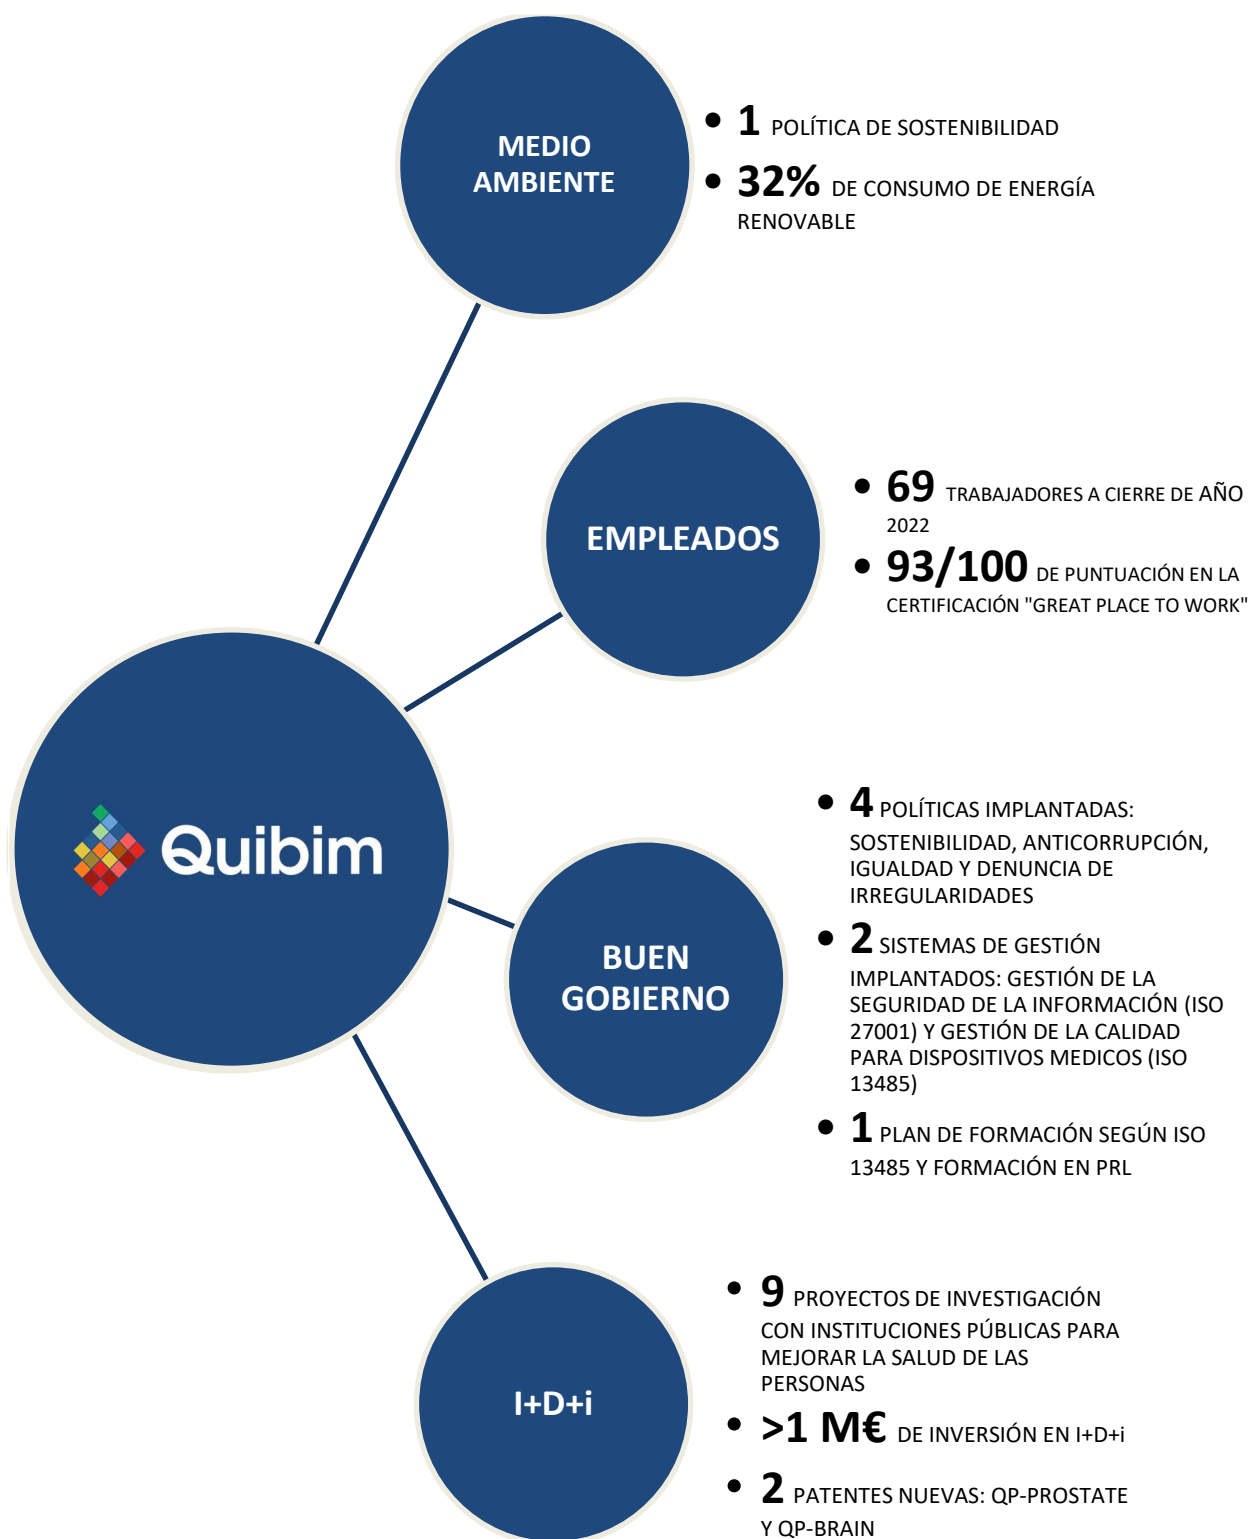 MEDIO
AMBIENTE
• 1 POLÍTICA DE SOSTENIBILIDAD
• 32% DE CONSUMO DE ENERGÍA
RENOVABLE
EMPLEADOS
• 69 TRABAJADORES A CIERRE DE AÑO
2022
• 93/100 DE PUNTUACIÓN EN LA
CERTIFICACIÓN "GREAT PLACE TO WORK"
Quibim
BUEN
GOBIERNO
• 4 POLÍTICAS IMPLANTADAS:
SOSTENIBILIDAD, ANTICORRUPCIÓN,
IGUALDAD Y DENUNCIA DE
IRREGULARIDADES
• 2 SISTEMAS DE GESTIÓN
IMPLANTADOS: GESTIÓN DE LA
SEGURIDAD DE LA INFORMACIÓN (ISO
27001) Y GESTIÓN DE LA CALIDAD
PARA DISPOSITIVOS MEDICOS (ISO
13485)
• 1 PLAN DE FORMACIÓN SEGÚN ISO
13485 Y FORMACIÓN EN PRL
I+D+i
• 9 PROYECTOS DE INVESTIGACIÓN
CON INSTITUCIONES PÚBLICAS PARA
MEJORAR LA SALUD DE LAS
PERSONAS
• >1 M€ DE INVERSIÓN EN I+D+i
• 2 PATENTES NUEVAS: QP-PROSTATE
Y QP-BRAIN